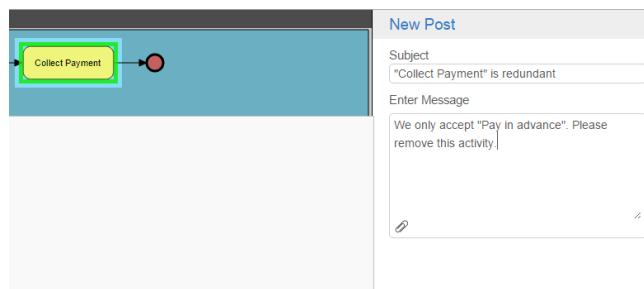 Collect Payment
New Post
Subject
"Collect Payment" is redundant
Enter Message
We only accept "Pay in advance". Please
remove this activity.